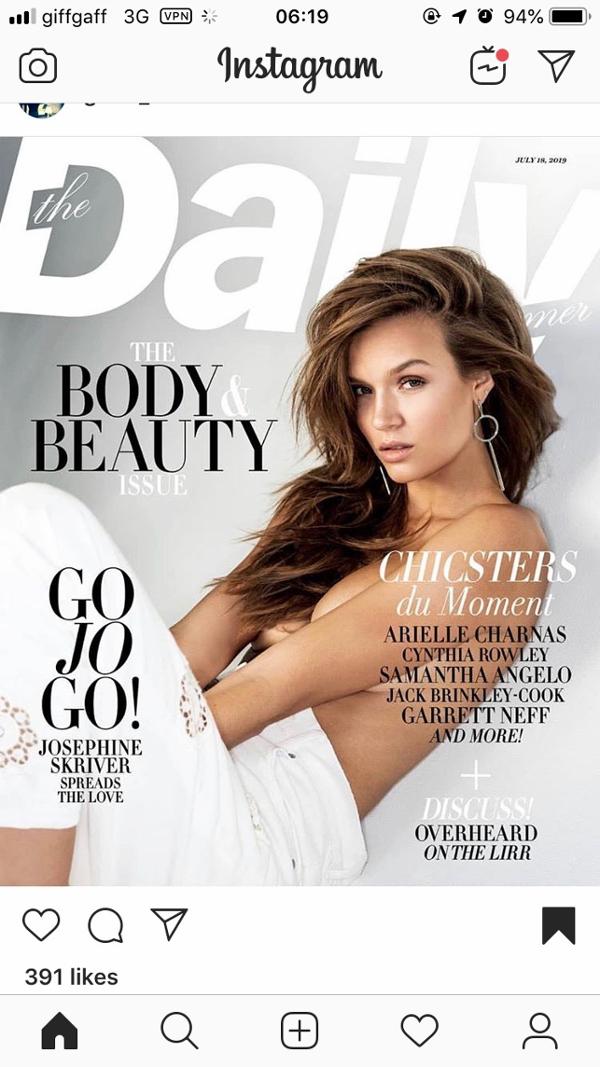 giffgaff 3G VPN 06:19 94%
Instagram
the Daily
JULY 18, 2019
mer
THE
BODY &
BEAUTY
ISSUE
GO
JO
GO!
JOSEPHINE
SKRIVER
SPREADS
THE LOVE
CHICSTERS
du Moment
ARIELLE CHARNAS
CYNTHIA ROWLEY
SAMANTHA ANGELO
JACK BRINKLEY-COOK
GARRETT NEFF
AND MORE!
+
DISCUSS!
OVERHEARD
ON THE LIRR
391 likes